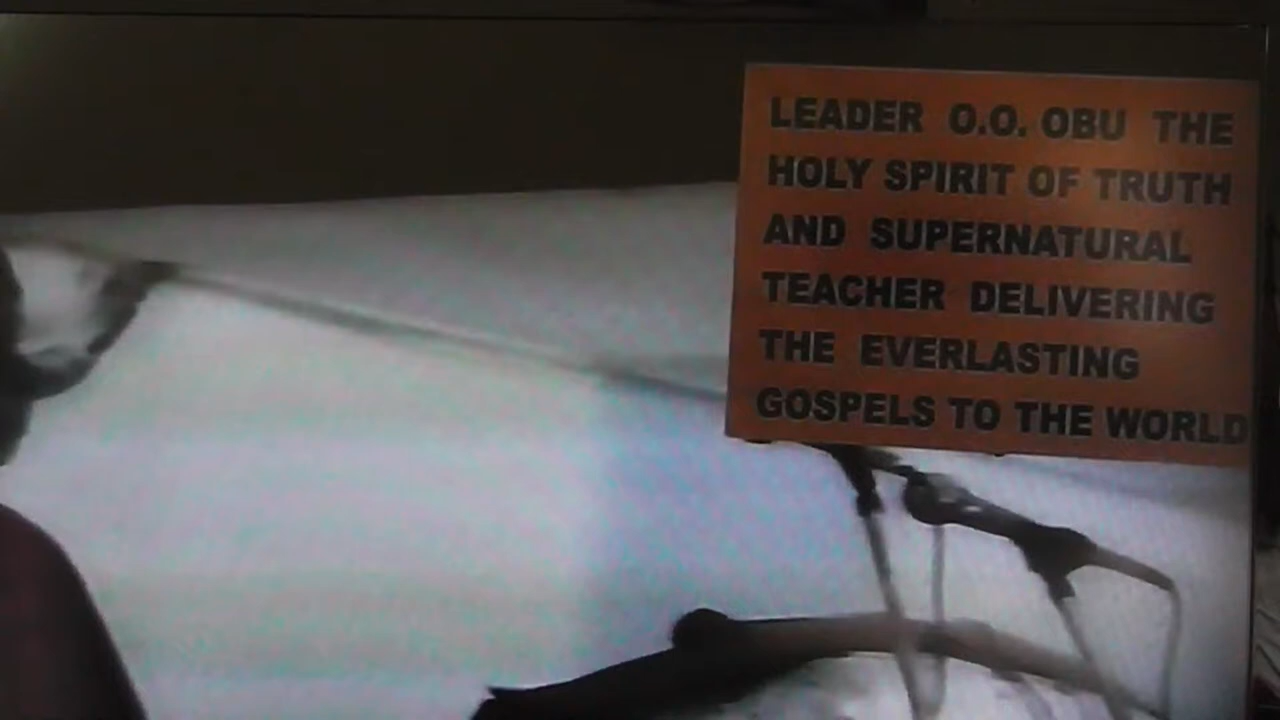 LEADER O.O. OBU THE
HOLY SPIRIT OF TRUTH
AND SUPERNATURAL
TEACHER DELIVERING
THE EVERLASTING
GOSPELS TO THE WORLD